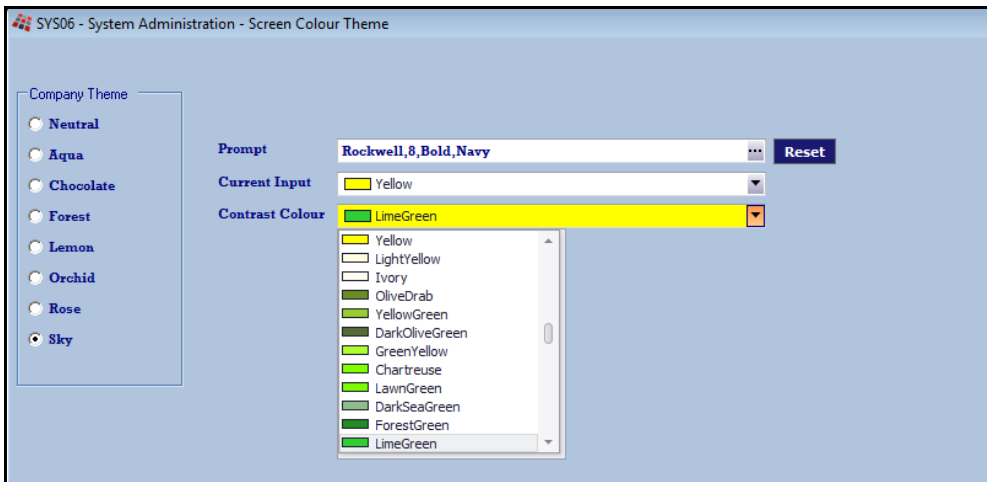 SYS06 - System Administration - Screen Colour Theme
Company Theme
Neutral
Aqua
Chocolate
Forest
Lemon
Orchid
Rose
Sky
Prompt
Rockwell,8,Bold,Navy
...
Reset
Current Input
Yellow
Contrast Colour
LimeGreen
Yellow
LightYellow
Ivory
OliveDrab
YellowGreen
DarkOliveGreen
GreenYellow
Chartreuse
LawnGreen
DarkSeaGreen
ForestGreen
LimeGreen